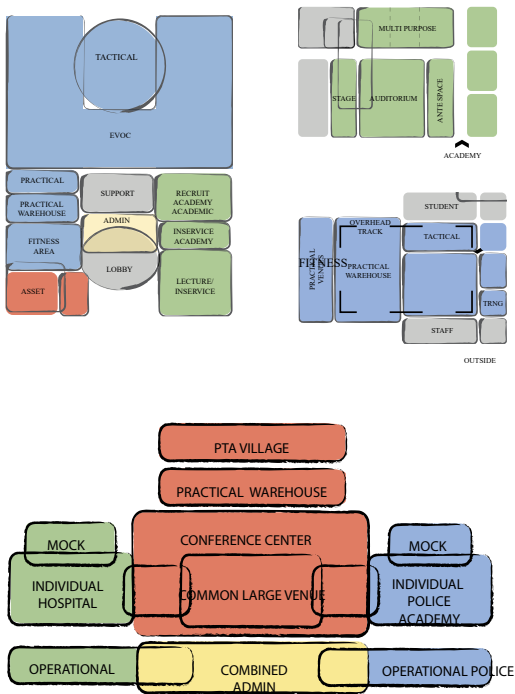 TACTICAL
EVOC
PRACTICAL
PRACTICAL
WAREHOUSE
FITNESS
AREA
ASSET
SUPPORT
ADMIN
LOBBY
RECRUIT
ACADEMY
ACADEMIC
INSERVICE
ACADEMY
LECTURE/
INSERVICE
MULTI PURPOSE
STAGE
AUDITORIUM
ANTE SPACE
ACADEMY
STUDENT
OVERHEAD
TRACK
TACTICAL
FITNESS
PRACTICAL
VENUES
PRACTICAL
WAREHOUSE
TRNG
STAFF
OUTSIDE
PTA VILLAGE
PRACTICAL WAREHOUSE
CONFERENCE CENTER
COMMON LARGE VENUE
MOCK
INDIVIDUAL
HOSPITAL
MOCK
INDIVIDUAL
POLICE
ACADEMY
OPERATIONAL
COMBINED
ADMIN
OPERATIONAL POLICE